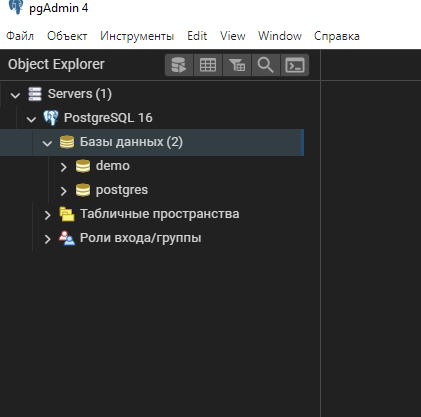 pgAdmin 4
Файл Объект Инструменты Edit View Window Справка
Object Explorer
Servers (1)
PostgreSQL 16
Базы данных (2)
demo
postgres
Табличные пространства
Роли входа/группы